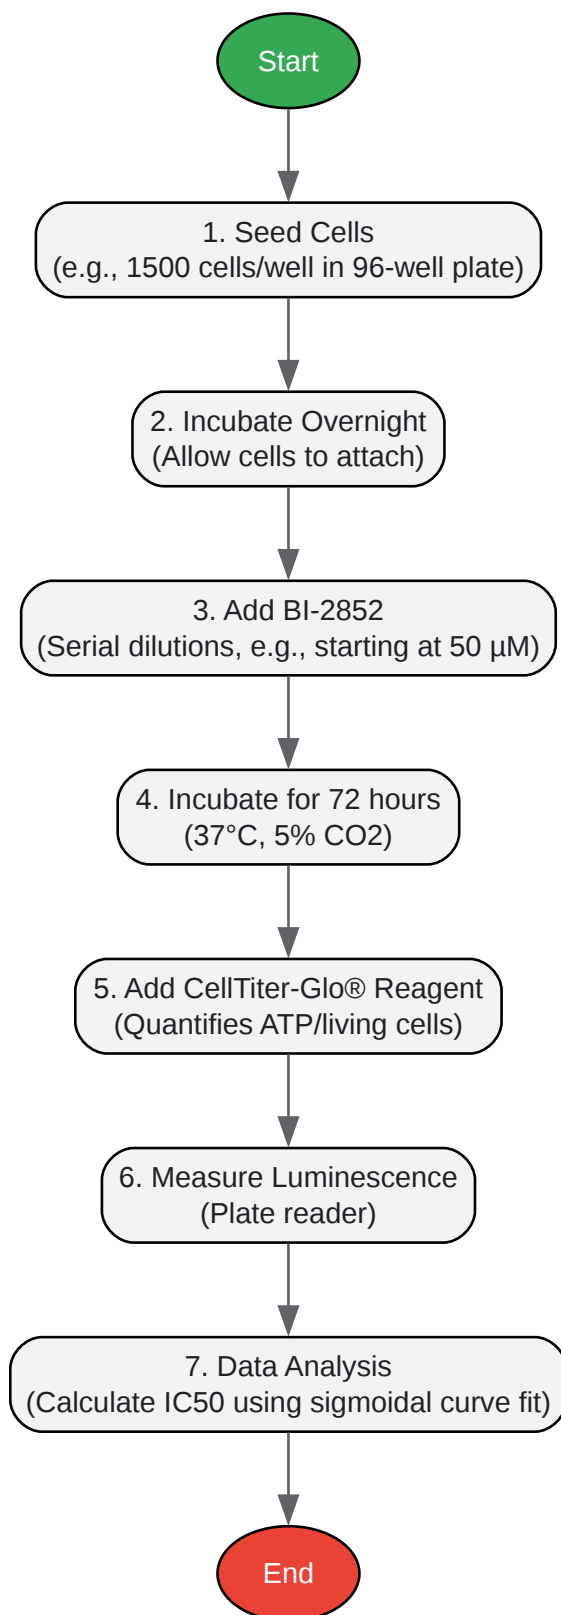 Start
1. Seed Cells
(e.g., 1500 cells/well in 96-well plate)
2. Incubate Overnight
(Allow cells to attach)
3. Add BI-2852
(Serial dilutions, e.g., starting at 50 µM)
4. Incubate for 72 hours
(37°C, 5% CO2)
5. Add CellTiter-Glo® Reagent
(Quantifies ATP/living cells)
6. Measure Luminescence
(Plate reader)
7. Data Analysis
(Calculate IC50 using sigmoidal curve fit)
End